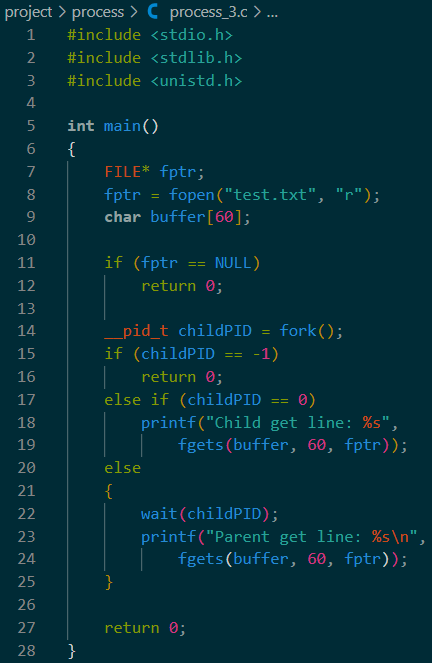 project > process > C process_3.c > ...
1 #include <stdio.h>
2 #include <stdlib.h>
3 #include <unistd.h>
4
5 int main()
6 {
7     FILE* fptr;
8     fptr = fopen("test.txt", "r");
9     char buffer[60];
10
11     if (fptr == NULL)
12         return 0;
13
14     __pid_t childPID = fork();
15     if (childPID == -1)
16         return 0;
17     else if (childPID == 0)
18         printf("Child get line: %s",
19             fgets(buffer, 60, fptr));
20     else
21     {
22         wait(childPID);
23         printf("Parent get line: %s\n",
24             fgets(buffer, 60, fptr));
25     }
26
27     return 0;
28 }